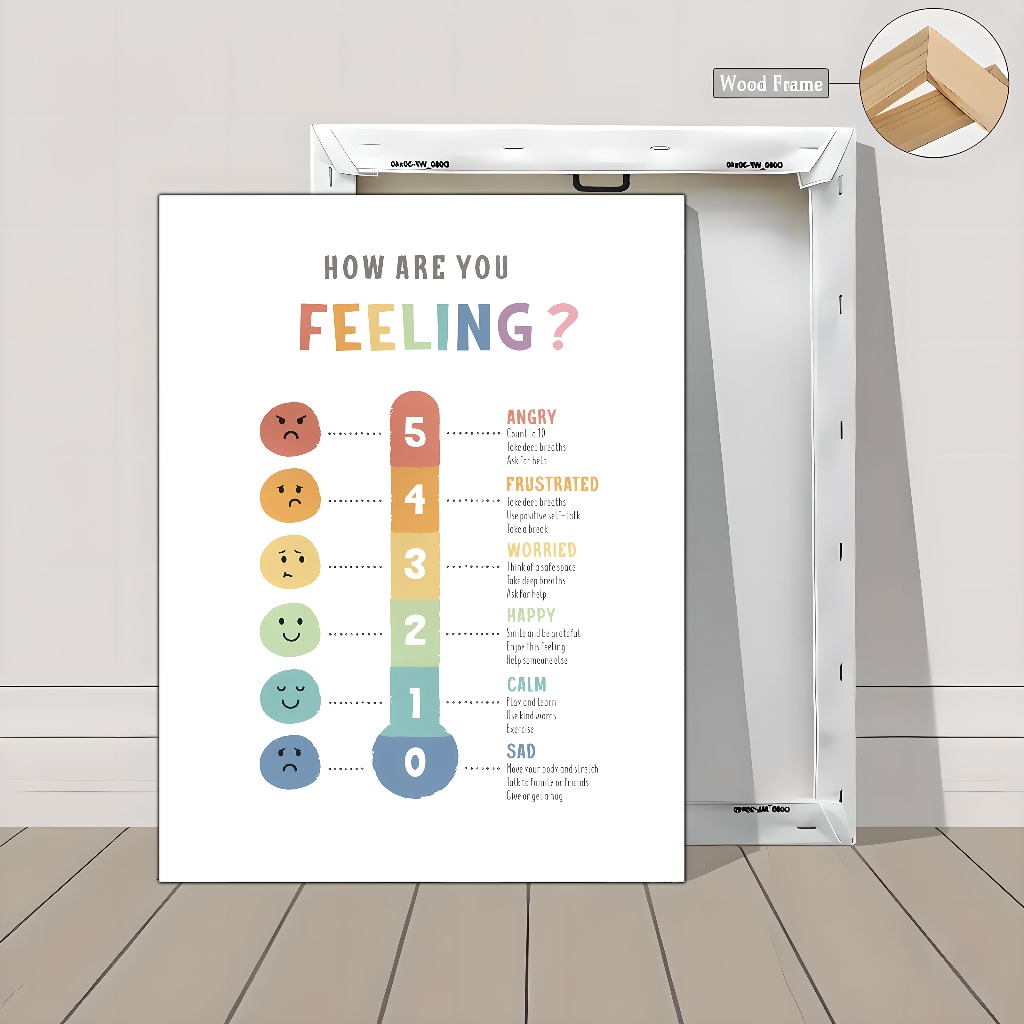 Wood Frame
HOW ARE YOU
FEELING?
5
ANGRY
Count to 10
Take deep breaths
Ask for help
4
FRUSTRATED
Take deep breaths
Use positive self-talk
Take a break
3
WORRIED
Think of a safe space
Take deep breaths
Ask for help
2
HAPPY
Smile and be grateful
Enjoy this feeling
Help someone else
1
CALM
Play and learn
Use kind words
Exercise
0
SAD
Move your body and stretch
Talk to family or friends
Give or get a hug